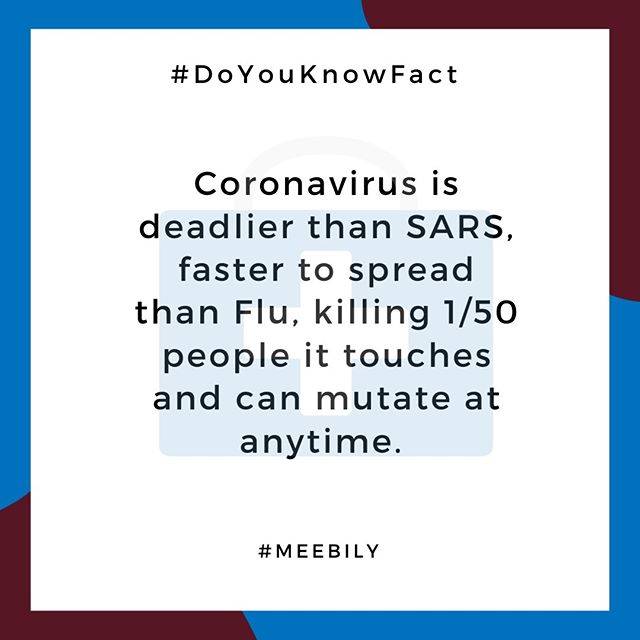 #DoYouKnowFact
Coronavirus is
deadlier than SARS,
faster to spread
than Flu, killing 1/50
people it touches
and can mutate at
anytime.
#MEEBILY